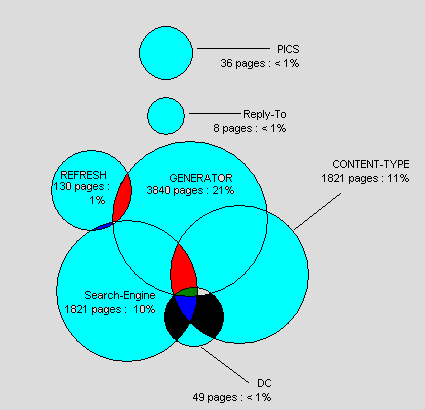 PICS
36 pages : < 1%
Reply-To
8 pages : < 1%
REFRESH
130 pages :
1%
GENERATOR
3840 pages : 21%
CONTENT-TYPE
1821 pages : 11%
Search-Engine
1821 pages : 10%
DC
49 pages : < 1%